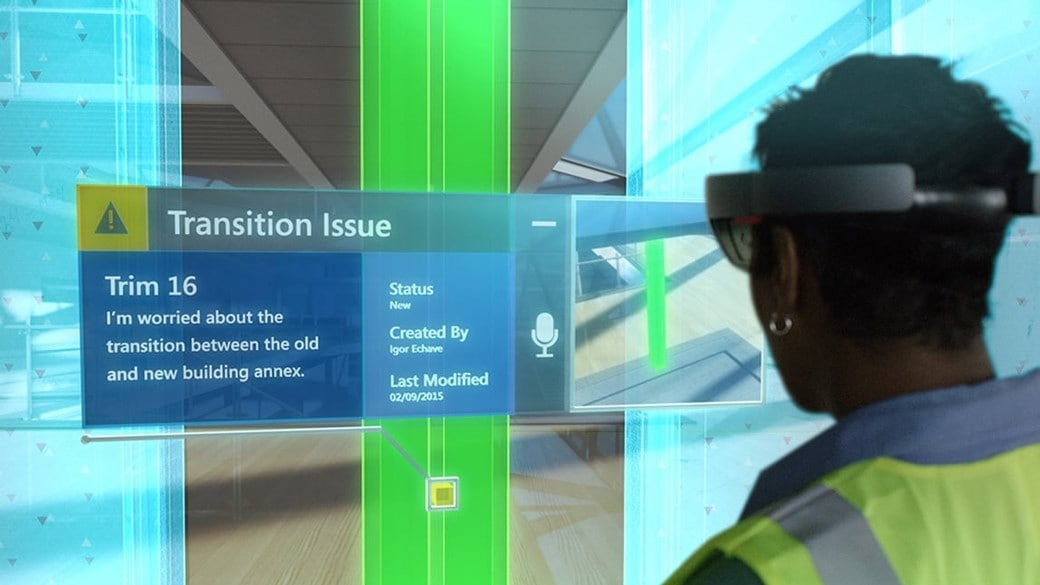 Transition Issue
Trim 16
I'm worried about the
transition between the old
and new building annex.
Status
New
Created By
Igor Echave
Last Modified
02/09/2015